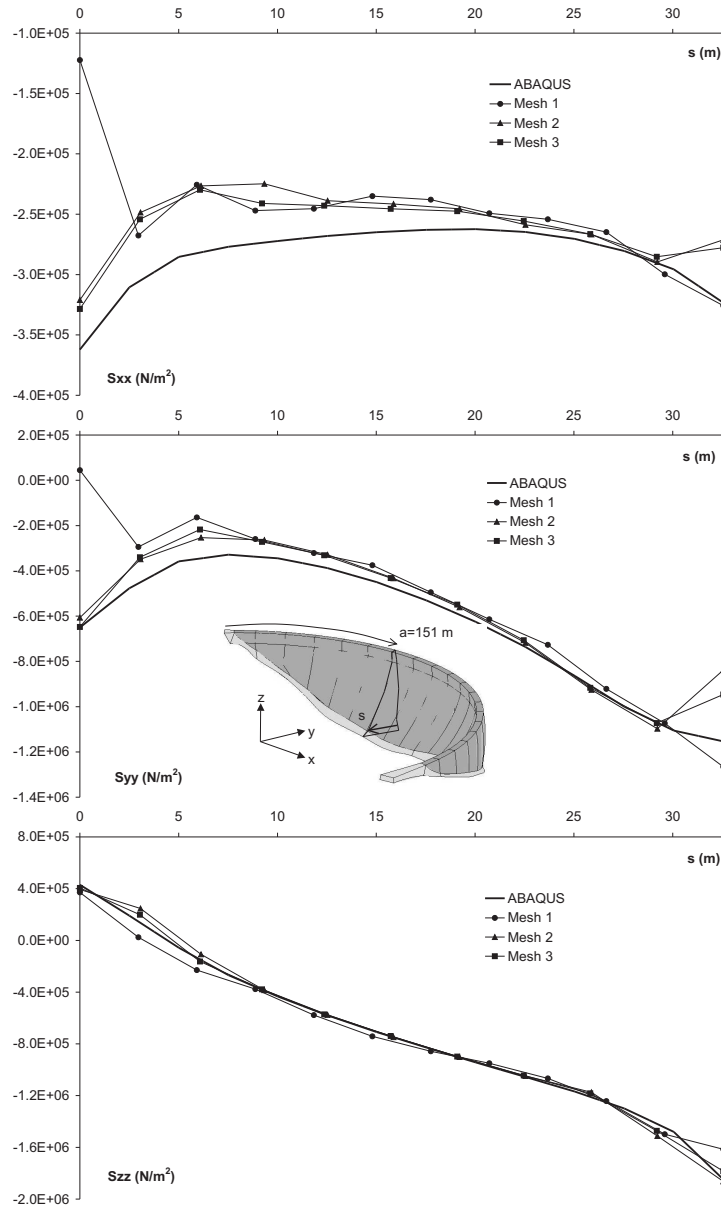 0 5 10 15 20 25 30
-1.0E+05
s (m)
-1.5E+05
ABAQUS
Mesh 1
-2.0E+05
Mesh 2
Mesh 3
-2.5E+05
-3.0E+05
-3.5E+05
Sxx (N/m²)
-4.0E+05
0 5 10 15 20 25 30
2.0E+05
s (m)
0.0E+00
ABAQUS
Mesh 1
-2.0E+05
Mesh 2
Mesh 3
-4.0E+05
-6.0E+05
a=151 m
-8.0E+05
z
s
y
-1.0E+06
x
-1.2E+06
Syy (N/m²)
-1.4E+06
0 5 10 15 20 25 30
8.0E+05
s (m)
4.0E+05
ABAQUS
Mesh 1
0.0E+00
Mesh 2
Mesh 3
-4.0E+05
-8.0E+05
-1.2E+06
-1.6E+06
Szz (N/m²)
-2.0E+06